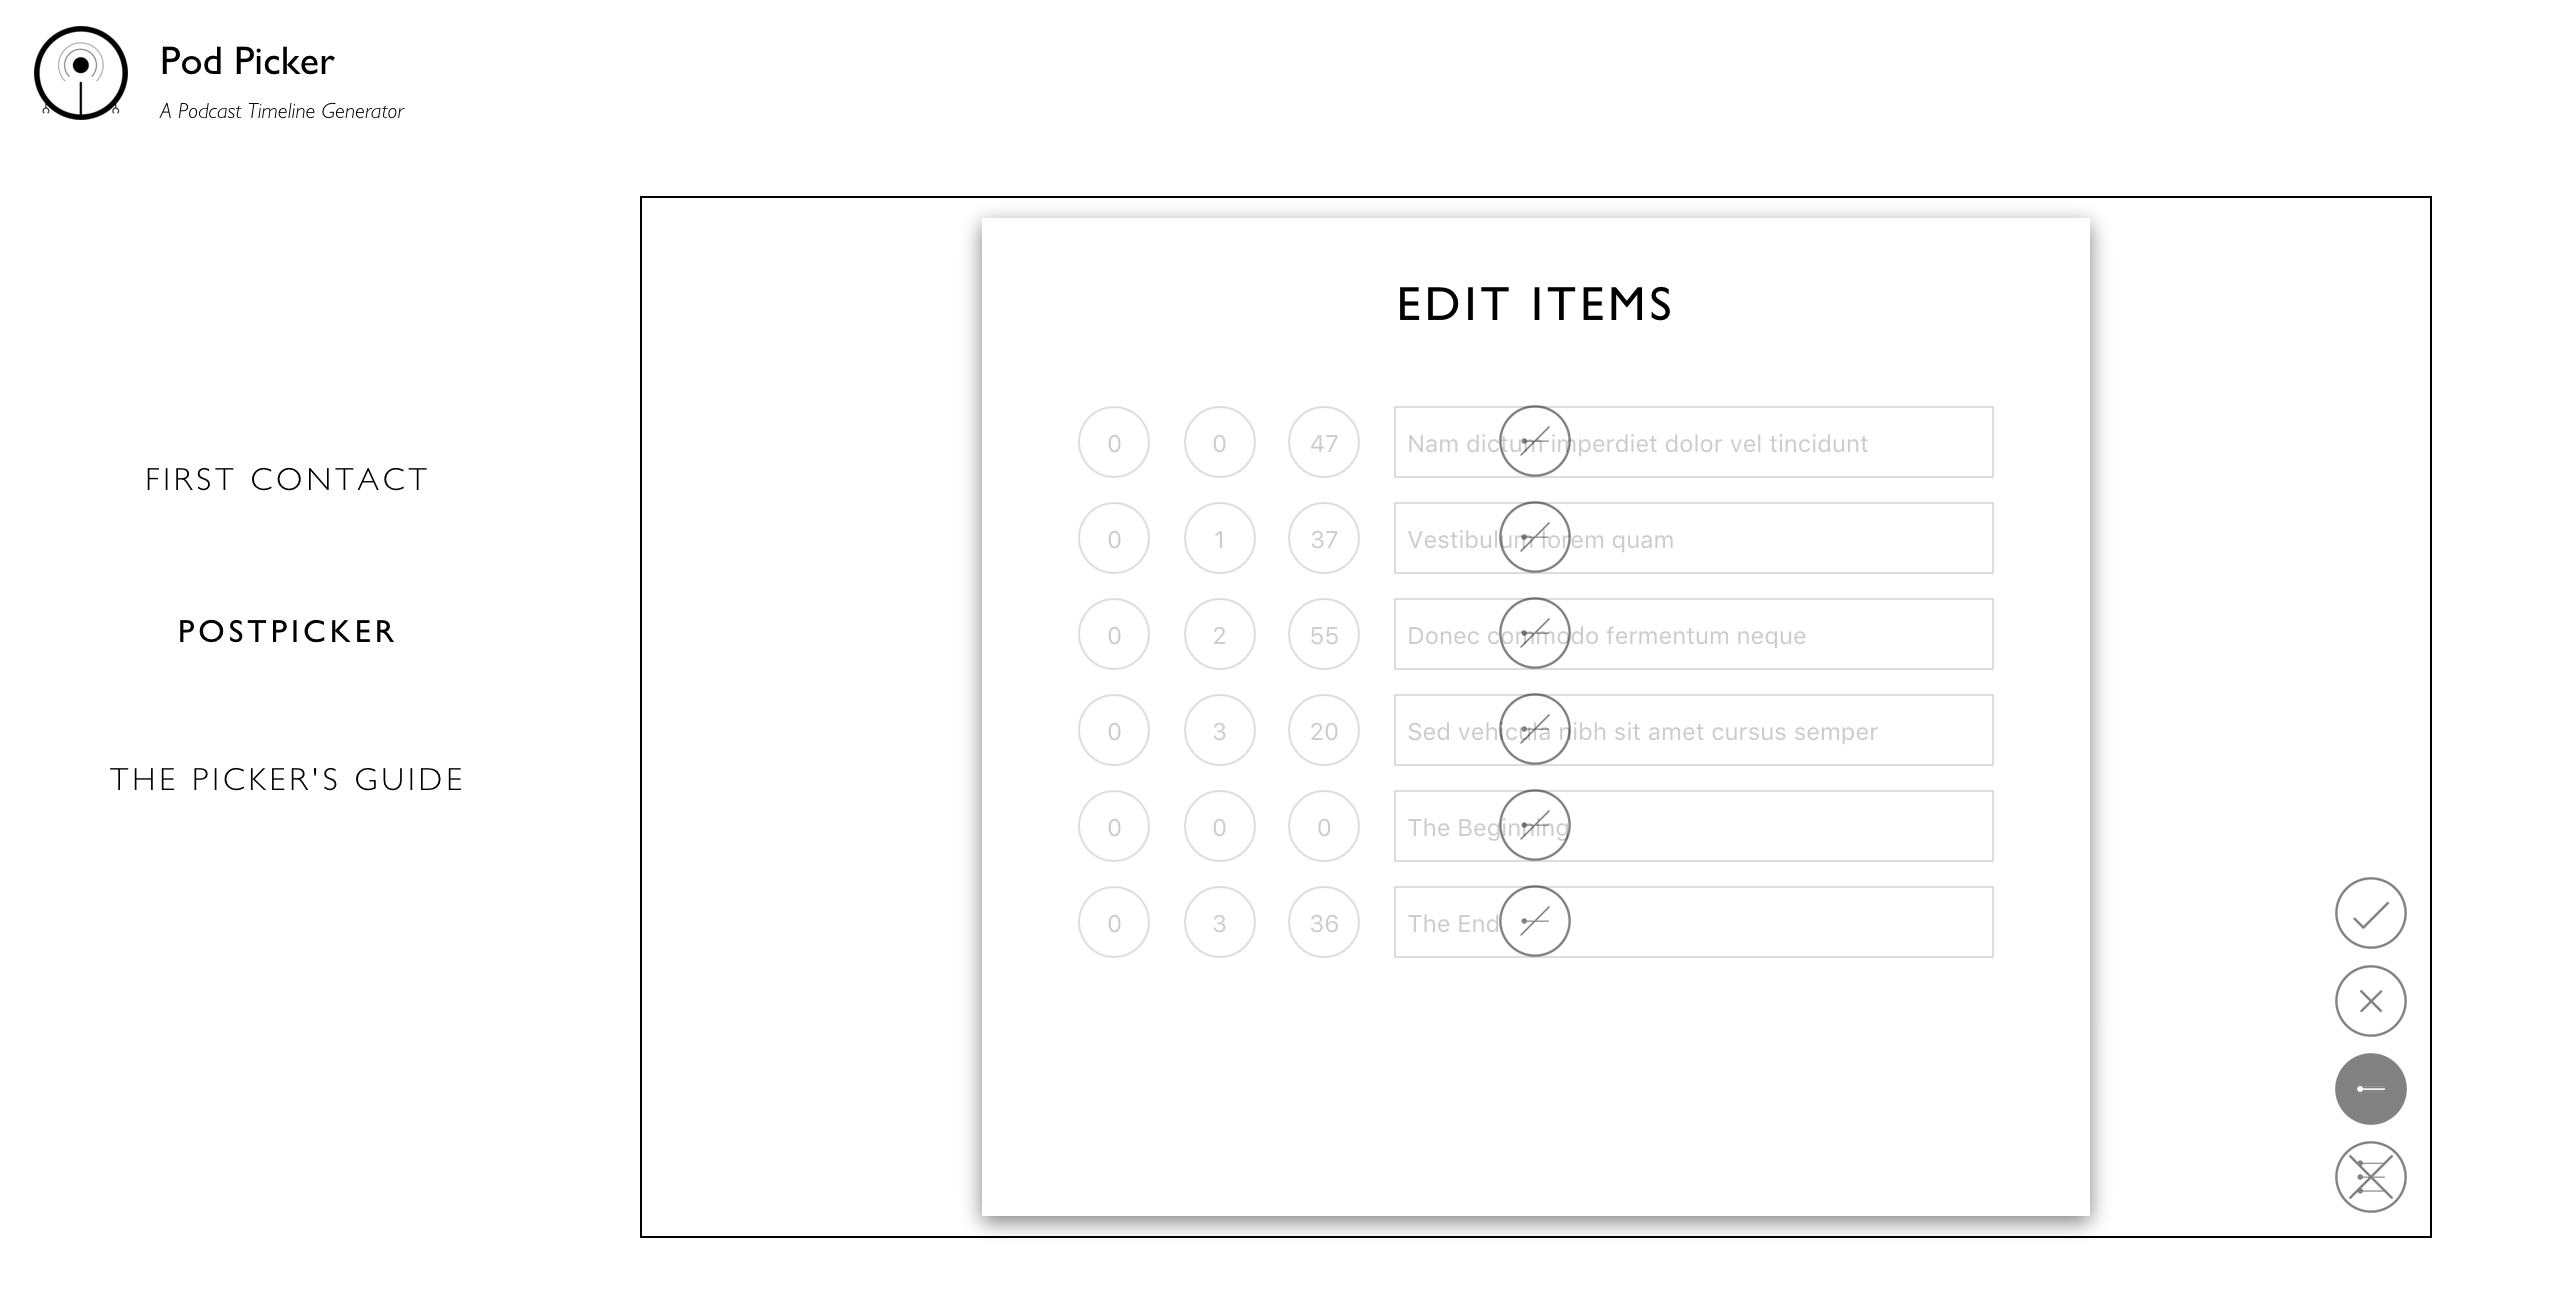 Pod Picker
A Podcast Timeline Generator
FIRST CONTACT
POSTPICKER
THE PICKER'S GUIDE
EDIT ITEMS
0 0 47 Nam dictum imperdiet dolor vel tincidunt
0 1 37 Vestibulum lorem quam
0 2 55 Donec commodo fermentum neque
0 3 20 Sed vehicula nibh sit amet cursus semper
0 0 0 The Beginning
0 3 36 The End